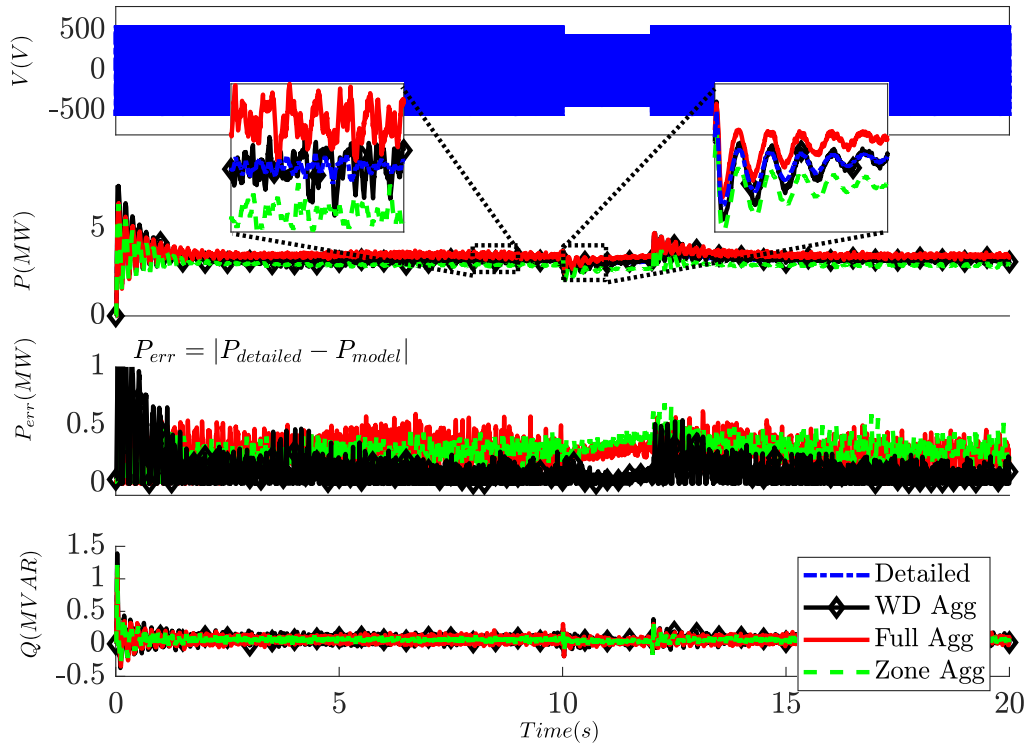 500
0
-500
V(V)
5
0
P(MW)
P_err = |P_detailed − P_model|
1
0.5
0
P_err(MW)
1.5
1
0.5
0
-0.5
Q(MVAR)
Detailed
WD Agg
Full Agg
Zone Agg
0 5 10 15 20
Time(s)